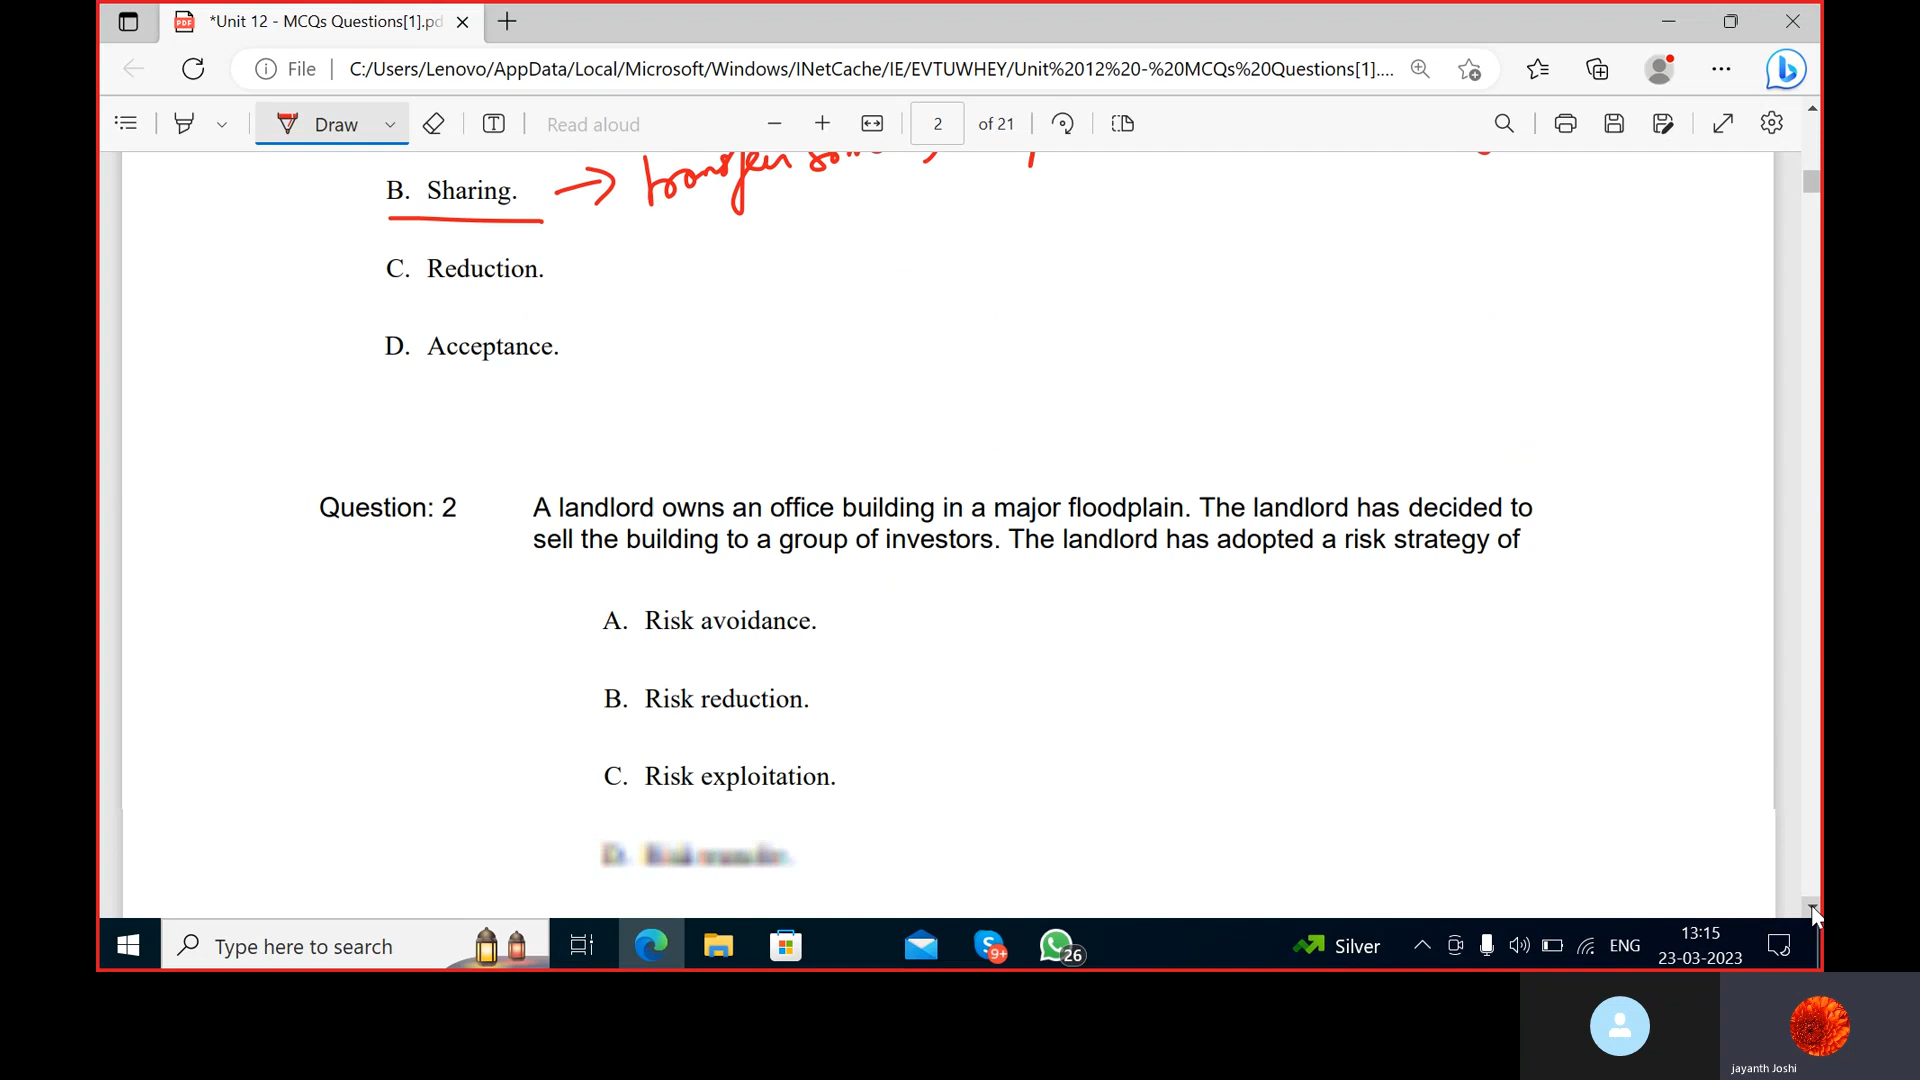 *Unit 12 - MCQs Questions[1].pd
File
C:/Users/Lenovo/AppData/Local/Microsoft/Windows/INetCache/IE/EVTUWHEY/Unit%2012%20-%20MCQs%20Questions[1]....
Draw
Read aloud
2
of 21
B. Sharing.
transfer
C. Reduction.
D. Acceptance.
Question: 2
A landlord owns an office building in a major floodplain. The landlord has decided to
sell the building to a group of investors. The landlord has adopted a risk strategy of
A. Risk avoidance.
B. Risk reduction.
C. Risk exploitation.
D. Risk transfer.
Type here to search
9+
26
Silver
ENG
13:15
23-03-2023
jayanth Joshi